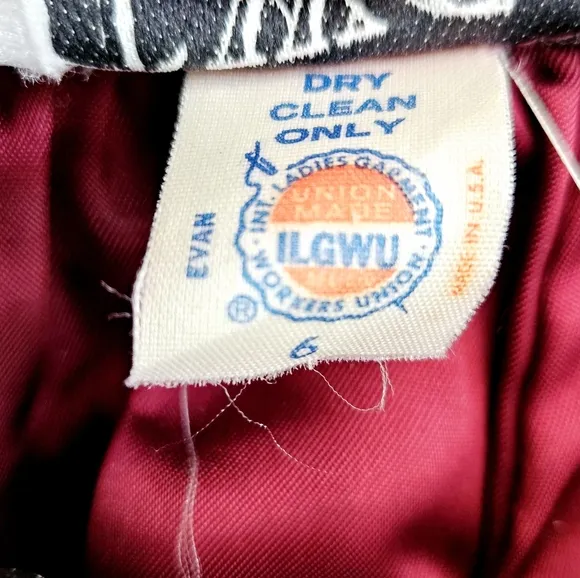 DRY
CLEAN
ONLY
INT. LADIES GARMENT
UNION
MADE
ILGWU
WORKERS UNION
®
EVAN
MADE IN U.S.A.
6